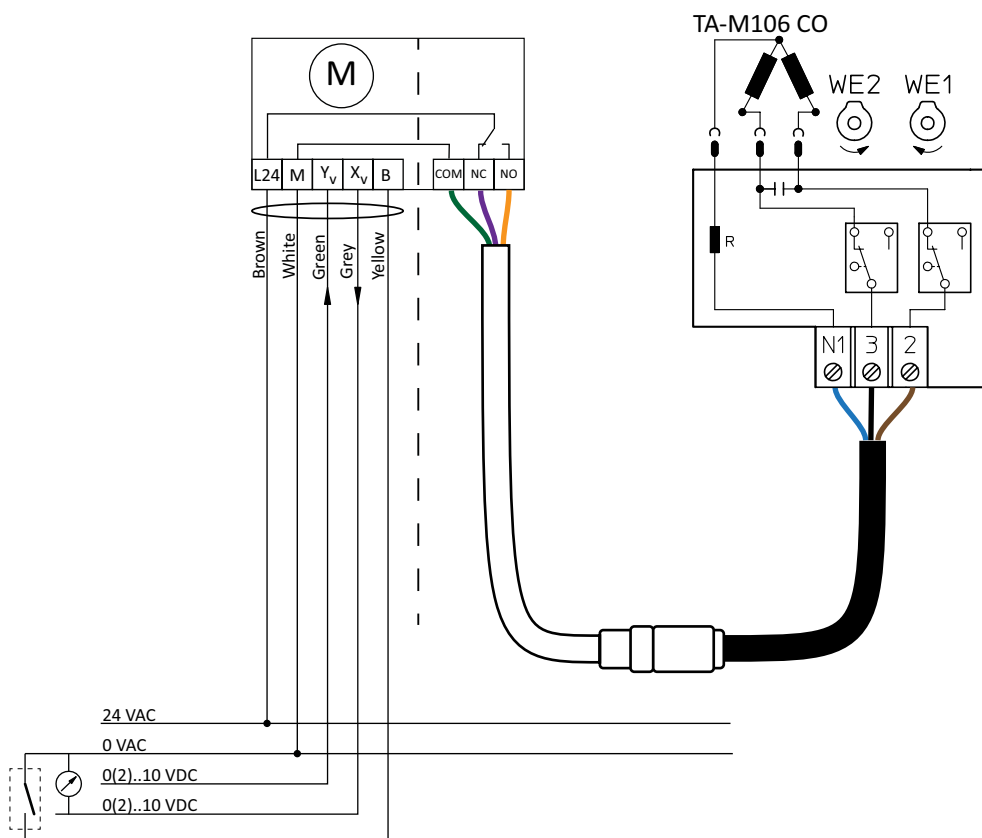 TA-M106 CO
M
WE2 WE1
L24 M Yv Xv B COM NC NO
R
Brown
White
Green
Grey
Yellow
N1 3 2
24 VAC
0 VAC
0(2)..10 VDC
0(2)..10 VDC